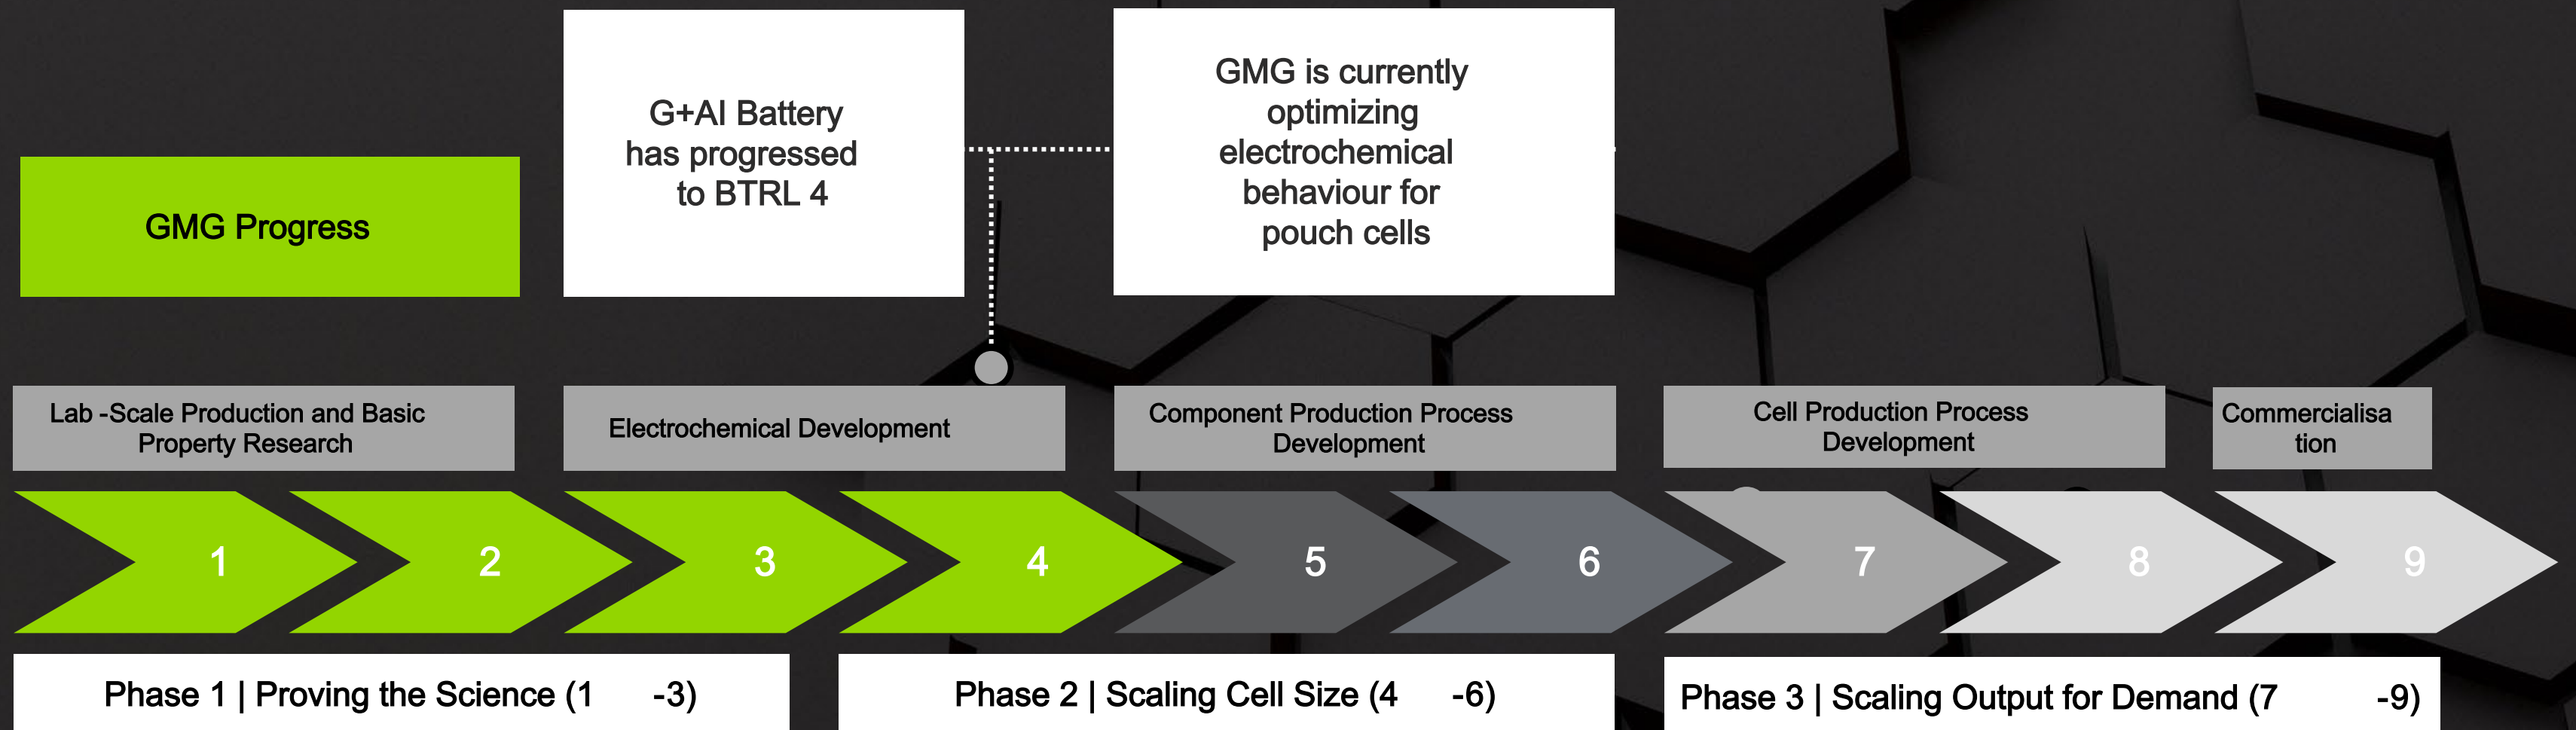 GMG Progress
G+AI Battery
has progressed
to BTRL 4
GMG is currently
optimizing
electrochemical
behaviour for
pouch cells
Lab -Scale Production and Basic
Property Research
Electrochemical Development
Component Production Process
Development
Cell Production Process
Development
Commercialisa
tion
1
2
3
4
5
6
7
8
9
Phase 1 | Proving the Science (1 -3)
Phase 2 | Scaling Cell Size (4 -6)
Phase 3 | Scaling Output for Demand (7 -9)